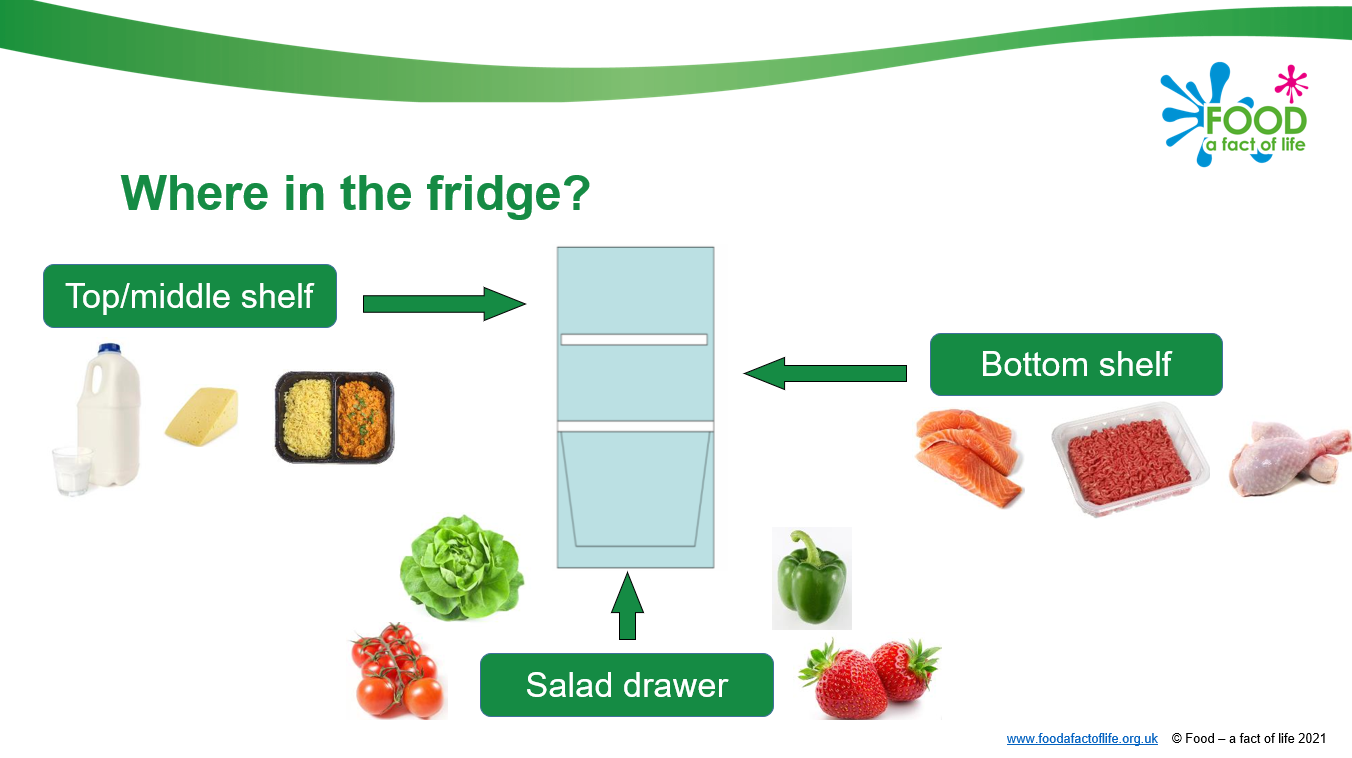 FOOD
a fact of life
Where in the fridge?
Top/middle shelf
Bottom shelf
Salad drawer
www.foodafactoflife.org.uk © Food – a fact of life 2021